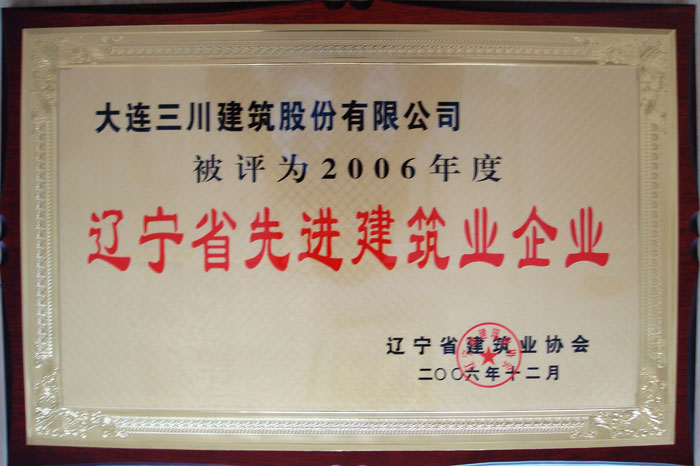 大连三川建筑股份有限公司
被评为2006年度
辽宁省先进建筑业企业
辽宁省建筑业协会
二〇〇六年十二月